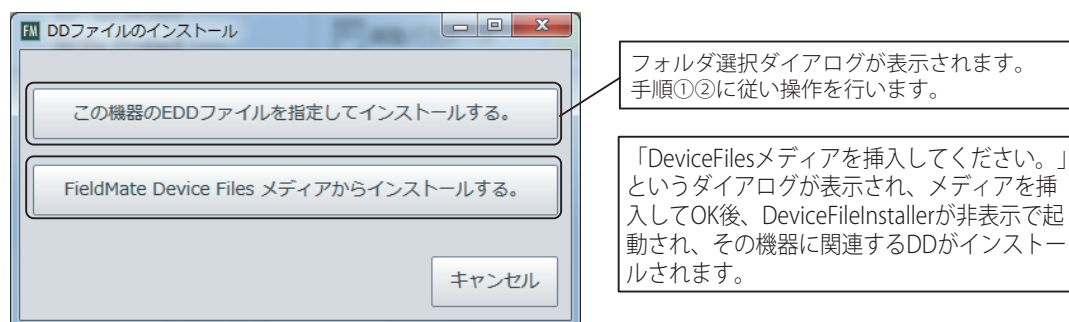 FM DDファイルのインストール
この機器のEDDファイルを指定してインストールする。
FieldMate Device Files メディアからインストールする。
キャンセル
フォルダ選択ダイアログが表示されます。
手順①②に従い操作を行います。
「DeviceFilesメディアを挿入してください。」
というダイアログが表示され、メディアを挿
入してOK後、DeviceFileInstallerが非表示で起
動され、その機器に関連するDDがインストー
ルされます。